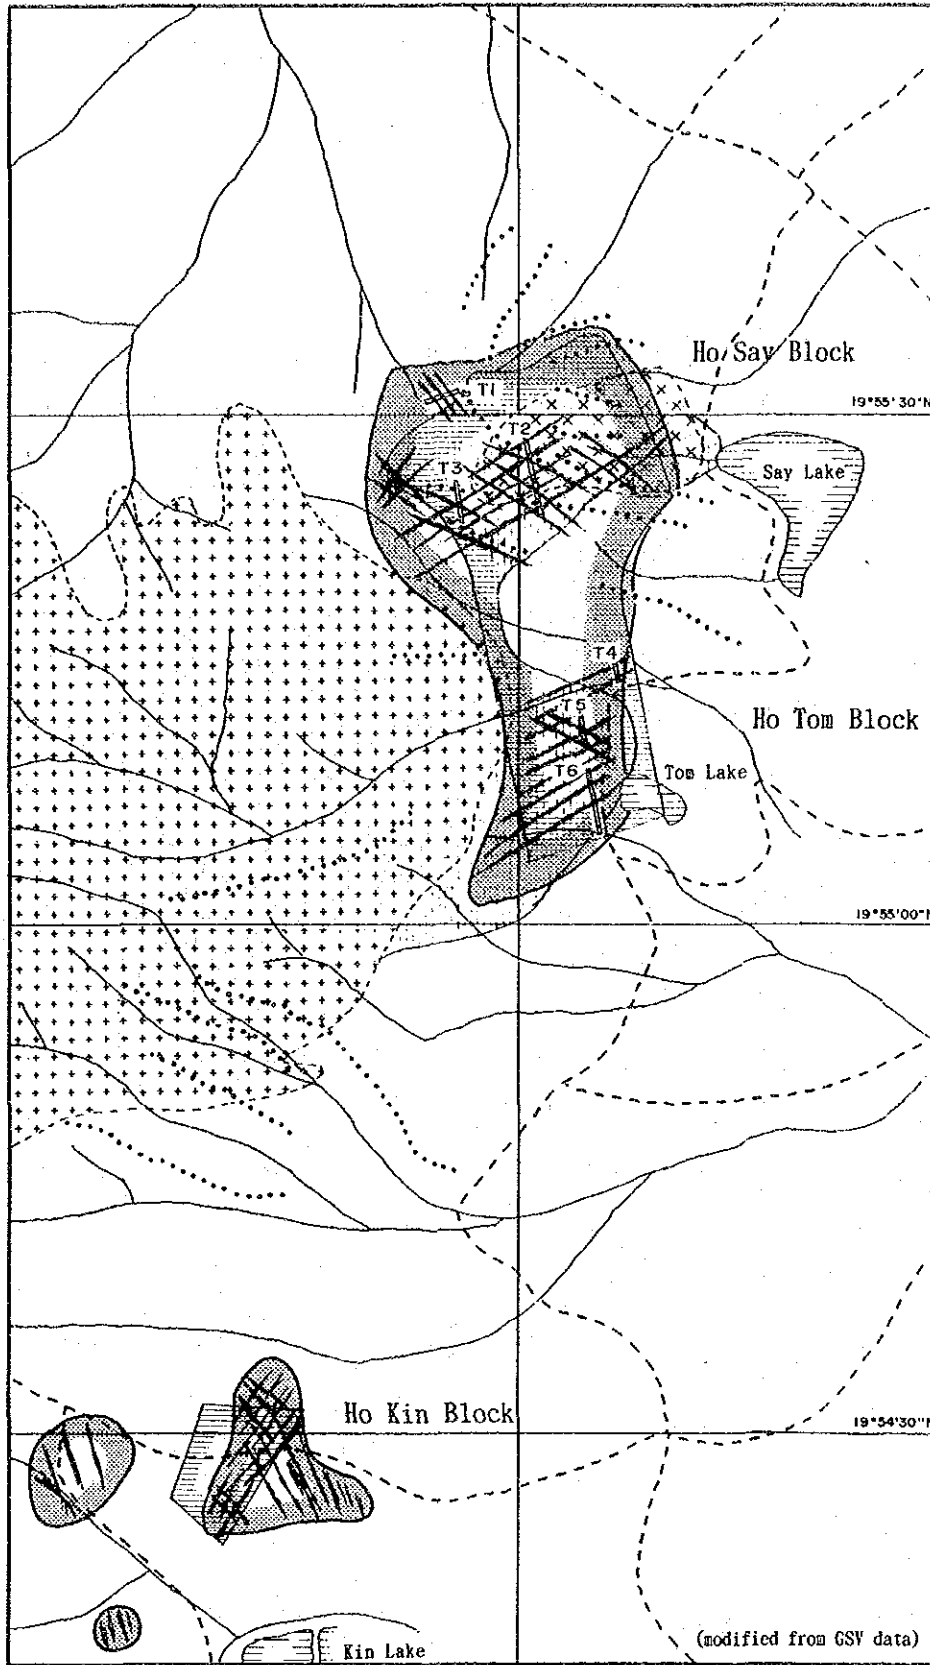 Ho Say Block
T1
19°55'30"N
T2
Say Lake
T3
T4
T5
Ho Tom Block
T6
Tom Lake
19°55'00"N
Ho Kin Block
19°54'30"N
Kin Lake
(modified from GSV data)